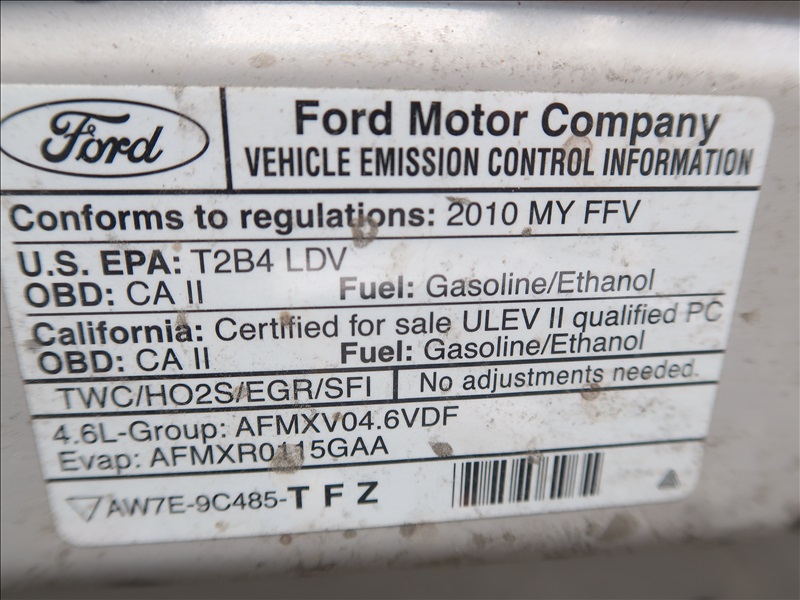 Ford
Ford Motor Company
VEHICLE EMISSION CONTROL INFORMATION
Conforms to regulations: 2010 MY FFV
U.S. EPA: T2B4 LDV
OBD: CA II Fuel: Gasoline/Ethanol
California: Certified for sale ULEV II qualified PC
OBD: CA II Fuel: Gasoline/Ethanol
TWC/HO2S/EGR/SFI No adjustments needed.
4.6L-Group: AFMXV04.6VDF
Evap: AFMXR0115GAA
AW7E-9C485-TFZ